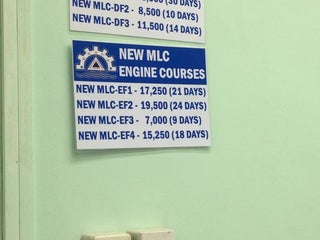 (30 DAYS)
NEW MLC-DF2 - 8,500 (10 DAYS)
NEW MLC-DF3 - 11,500 (14 DAYS)
NEW MLC
ENGINE COURSES
NEW MLC-EF1 - 17,250 (21 DAYS)
NEW MLC-EF2 - 19,500 (24 DAYS)
NEW MLC-EF3 - 7,000 (9 DAYS)
NEW MLC-EF4 - 15,250 (18 DAYS)